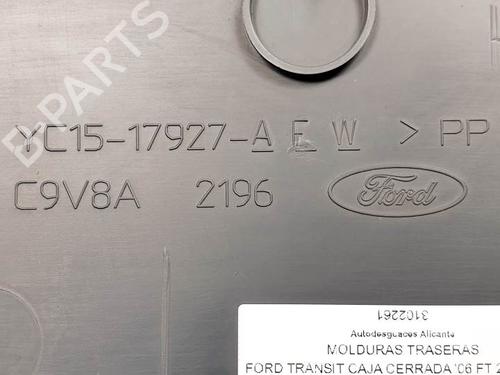 B-PARTS
YC15-17927-AEW >PP
C9V8A 2196 Ford
3102261
Autodesguaces Alicante
MOLDURAS TRASERAS
FORD TRANSIT CAJA CERRADA '06 FT 2